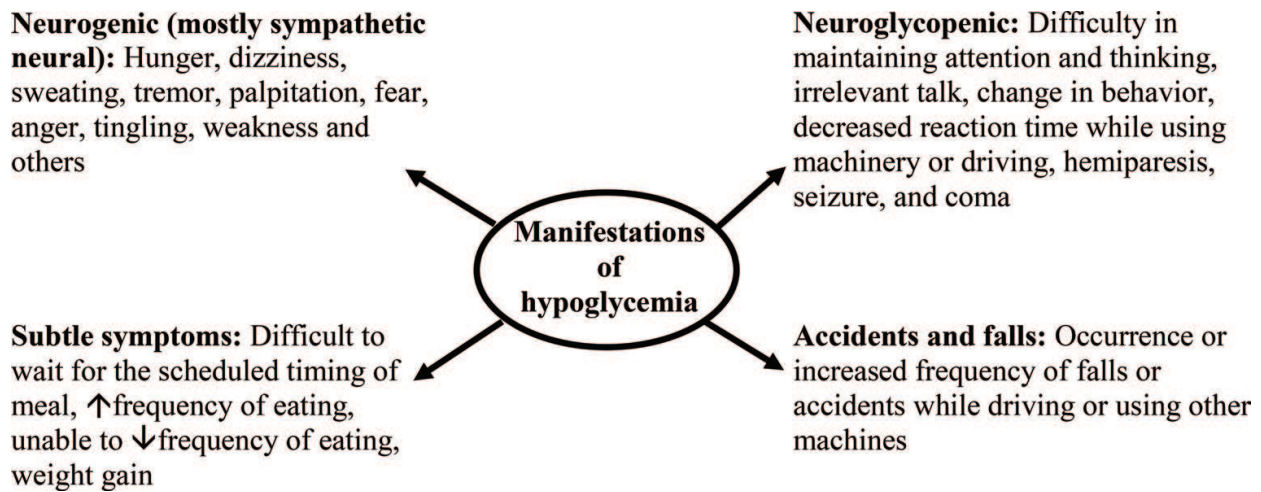 Neurogenic (mostly sympathetic
neural): Hunger, dizziness,
sweating, tremor, palpitation, fear,
anger, tingling, weakness and
others
Neuroglycopenic: Difficulty in
maintaining attention and thinking,
irrelevant talk, change in behavior,
decreased reaction time while using
machinery or driving, hemiparesis,
seizure, and coma
Manifestations
of
hypoglycemia
Subtle symptoms: Difficult to
wait for the scheduled timing of
meal, ↑frequency of eating,
unable to ↓frequency of eating,
weight gain
Accidents and falls: Occurrence or
increased frequency of falls or
accidents while driving or using other
machines